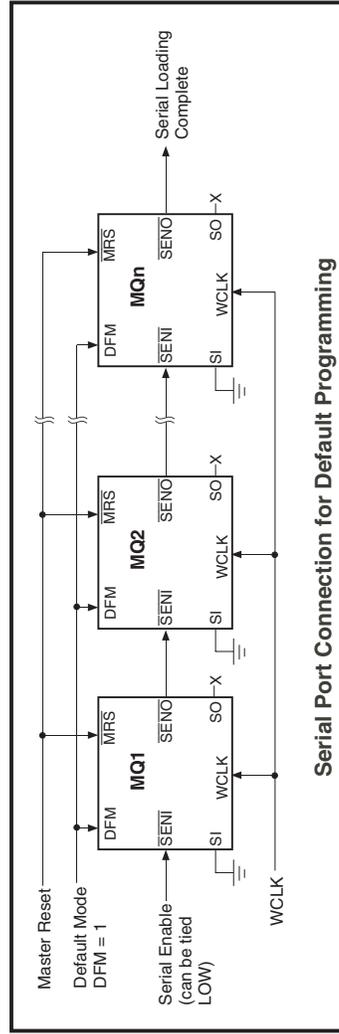 Master Reset
Default Mode
DFM = 1
DFM
MRS
DFM
MRS
DFM
MRS
MQ1
MQ2
MQn
Serial Enable
(can be tied
LOW)
SENI
SENO
SENI
SENO
SENI
SENO
Serial Loading
Complete
SI
WCLK
SO
X
SI
WCLK
SO
X
SI
WCLK
SO
X
WCLK
Serial Port Connection for Default Programming